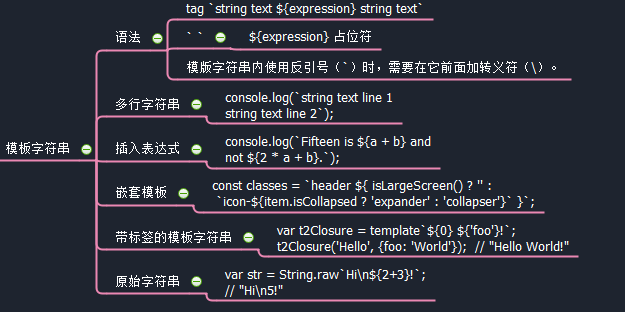 模板字符串
语法
tag `string text ${expression} string text`
` `
${expression} 占位符
模版字符串内使用反引号（`）时，需要在它前面加转义符（\）。
多行字符串
console.log(`string text line 1
string text line 2`);
插入表达式
console.log(`Fifteen is ${a + b} and
not ${2 * a + b}.`);
嵌套模板
const classes = `header ${ isLargeScreen() ? '' :
`icon-${item.isCollapsed ? 'expander' : 'collapser'}` }`;
带标签的模板字符串
var t2Closure = template`${0} ${'foo'}!`;
t2Closure('Hello', {foo: 'World'});  // "Hello World!"
原始字符串
var str = String.raw`Hi\n${2+3}!`;
// "Hi\n5!"